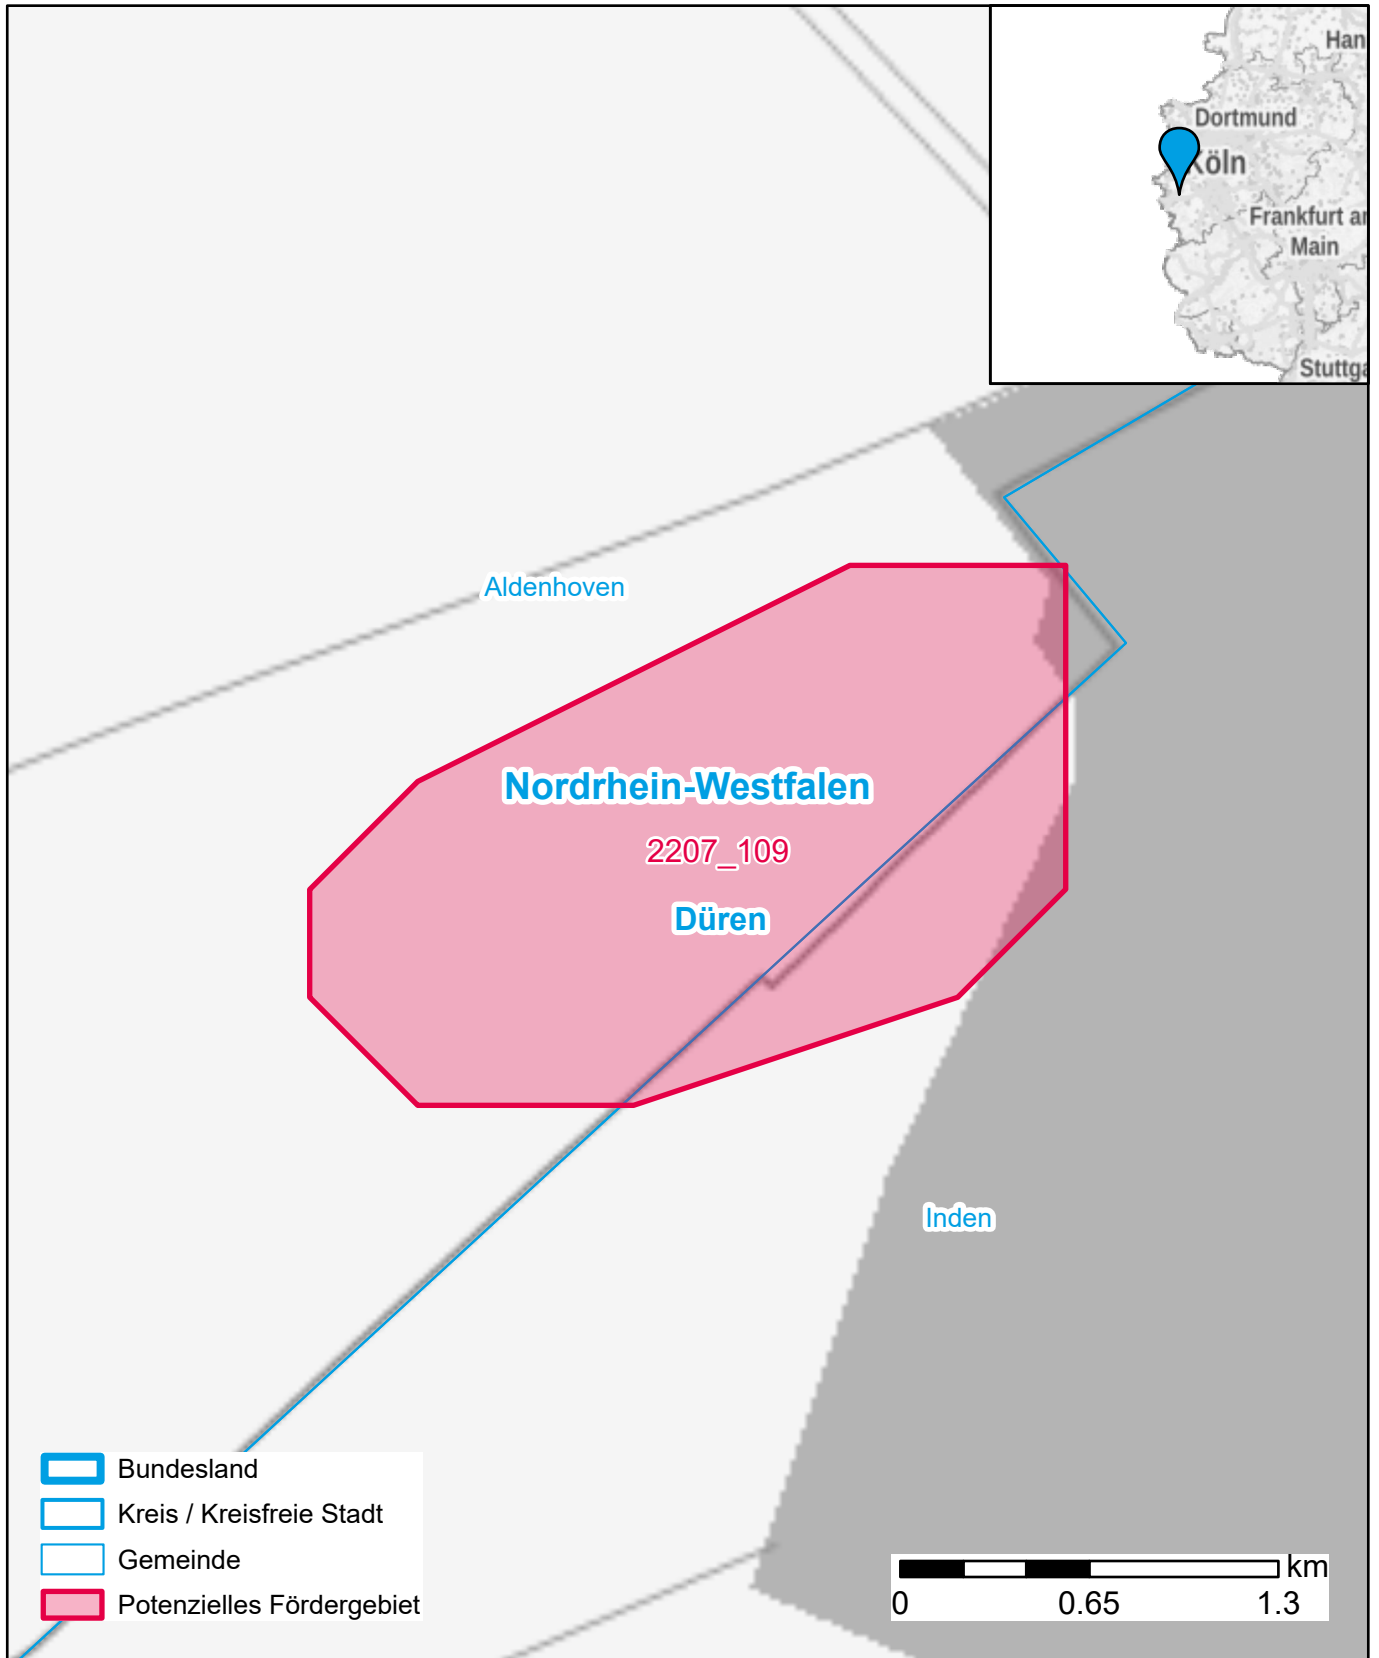 Han
Dortmund
Köln
Frankfurt ar
Main
Stuttga
Aldenhoven
Nordrhein-Westfalen
2207_109
Düren
Inden
Bundesland
Kreis / Kreisfreie Stadt
Gemeinde
Potenzielles Fördergebiet
km
0 0.65 1.3